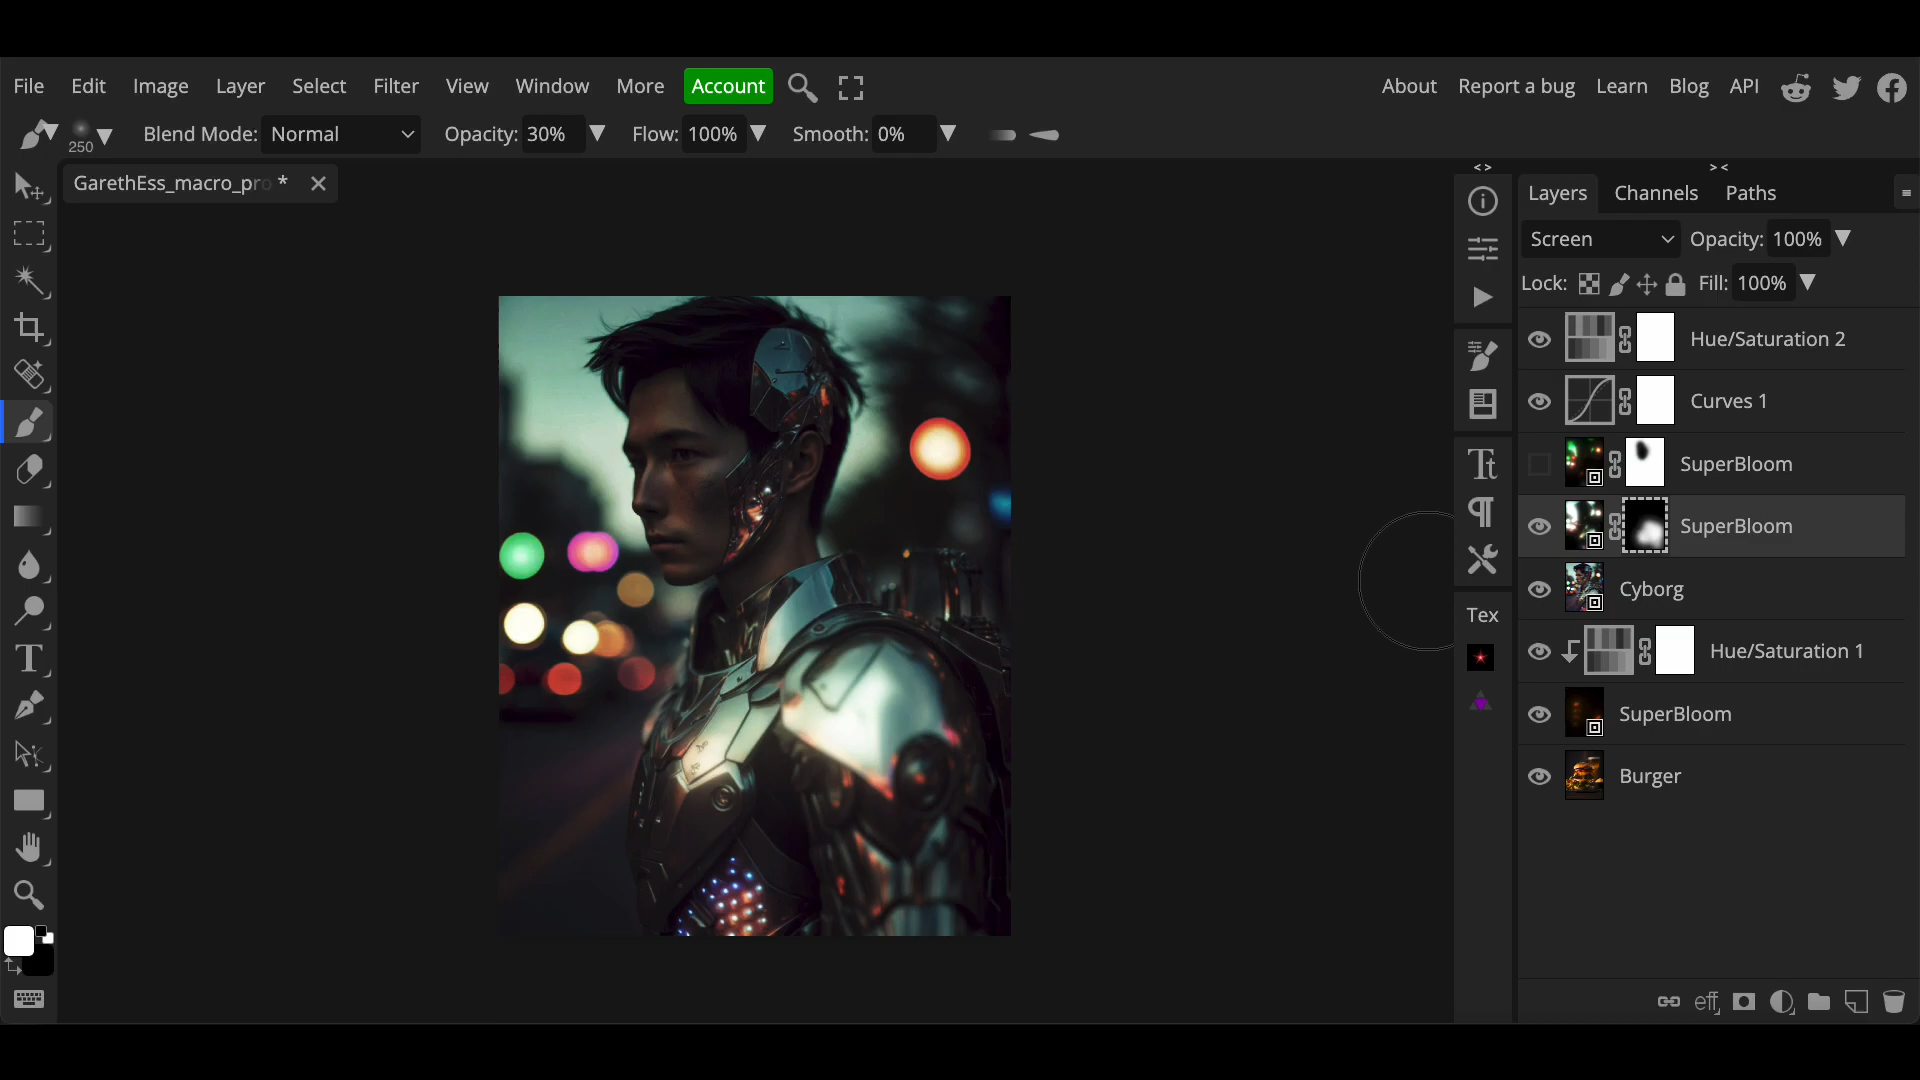 File Edit Image Layer Select Filter View Window More Account About Report a bug Learn Blog API
250 Blend Mode: Normal Opacity: 30% Flow: 100% Smooth: 0%
GarethEss_macro_pro *
Layers Channels Paths
Screen Opacity: 100%
Lock: Fill: 100%
Hue/Saturation 2
Curves 1
SuperBloom
SuperBloom
Cyborg
Tex
Hue/Saturation 1
SuperBloom
Burger
eff